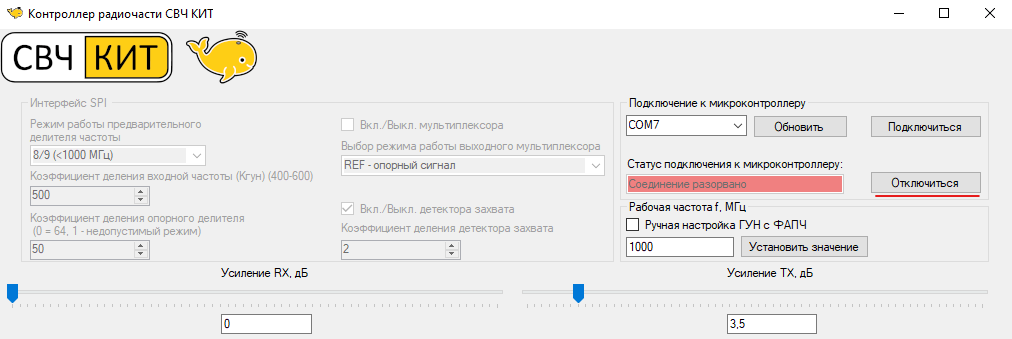 Контроллер радиочасти СВЧ КИТ
СВЧ КИТ
Интерфейс SPI
Режим работы предварительного
делителя частоты
8/9 (<1000 МГц)
Коэффициент деления входной частоты (Кгун) (400-600)
500
Коэффициент деления опорного делителя
(0 = 64, 1 - недопустимый режим)
50
Вкл./Выкл. мультиплексора
Выбор режима работы выходного мультиплексора
REF - опорный сигнал
Вкл./Выкл. детектора захвата
Коэффициент деления детектора захвата
2
Подключение к микроконтроллеру
COM7
Обновить
Подключиться
Статус подключения к микроконтроллеру:
Соединение разорвано
Отключиться
Рабочая частота f, МГц
Ручная настройка ГУН с ФАПЧ
1000
Установить значение
Усиление RX, дБ
0
Усиление TX, дБ
3,5